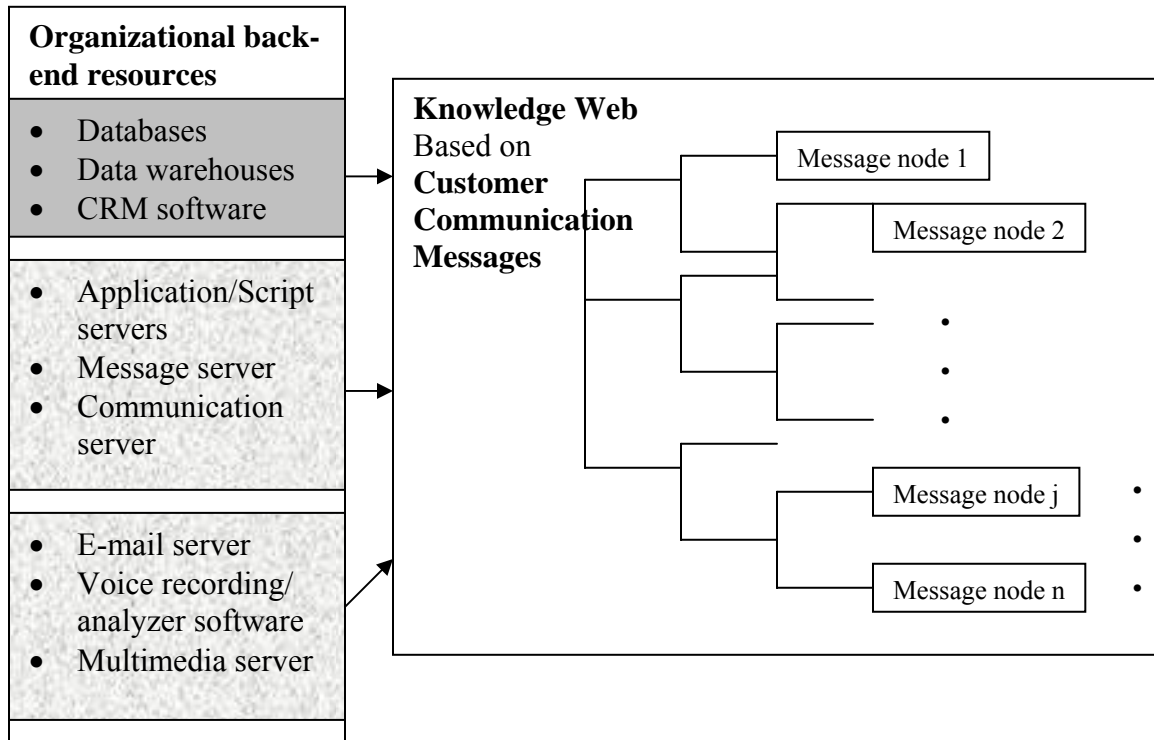 Organizational back-
end resources
• Databases
• Data warehouses
• CRM software
• Application/Script
servers
• Message server
• Communication
server
• E-mail server
• Voice recording/
analyzer software
• Multimedia server
Knowledge Web
Based on
Customer
Communication
Messages
Message node 1
Message node 2
Message node j
Message node n